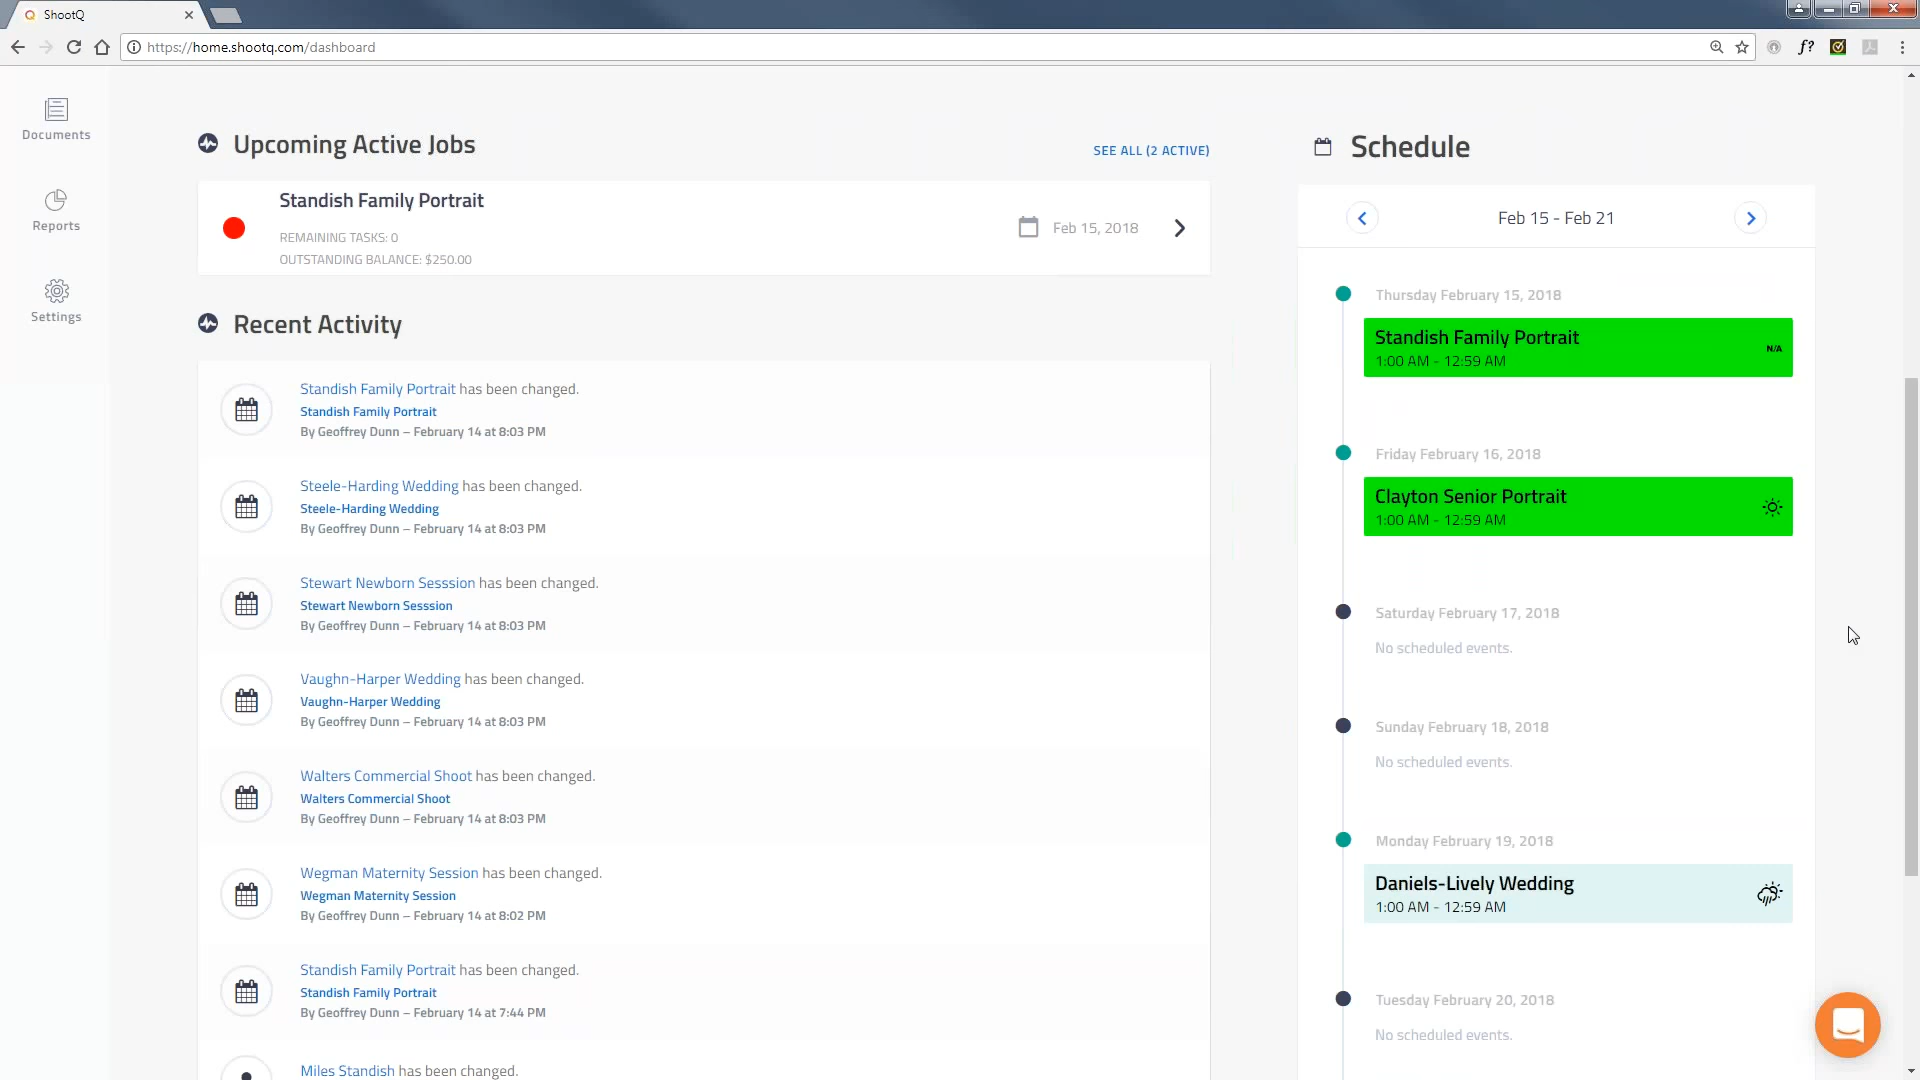 ShootQ
https://home.shootq.com/dashboard
f?
Documents
Reports
Settings
Upcoming Active Jobs
SEE ALL (2 ACTIVE)
Standish Family Portrait
REMAINING TASKS: 0
OUTSTANDING BALANCE: $250.00
Feb 15, 2018
Recent Activity
Standish Family Portrait has been changed.
Standish Family Portrait
By Geoffrey Dunn – February 14 at 8:03 PM
Steele-Harding Wedding has been changed.
Steele-Harding Wedding
By Geoffrey Dunn – February 14 at 8:03 PM
Stewart Newborn Sesssion has been changed.
Stewart Newborn Sesssion
By Geoffrey Dunn – February 14 at 8:03 PM
Vaughn-Harper Wedding has been changed.
Vaughn-Harper Wedding
By Geoffrey Dunn – February 14 at 8:03 PM
Walters Commercial Shoot has been changed.
Walters Commercial Shoot
By Geoffrey Dunn – February 14 at 8:03 PM
Wegman Maternity Session has been changed.
Wegman Maternity Session
By Geoffrey Dunn – February 14 at 8:02 PM
Standish Family Portrait has been changed.
Standish Family Portrait
By Geoffrey Dunn – February 14 at 7:44 PM
Miles Standish has been changed.
Schedule
Feb 15 - Feb 21
Thursday February 15, 2018
Standish Family Portrait
1:00 AM - 12:59 AM
N/A
Friday February 16, 2018
Clayton Senior Portrait
1:00 AM - 12:59 AM
Saturday February 17, 2018
No scheduled events.
Sunday February 18, 2018
No scheduled events.
Monday February 19, 2018
Daniels-Lively Wedding
1:00 AM - 12:59 AM
Tuesday February 20, 2018
No scheduled events.